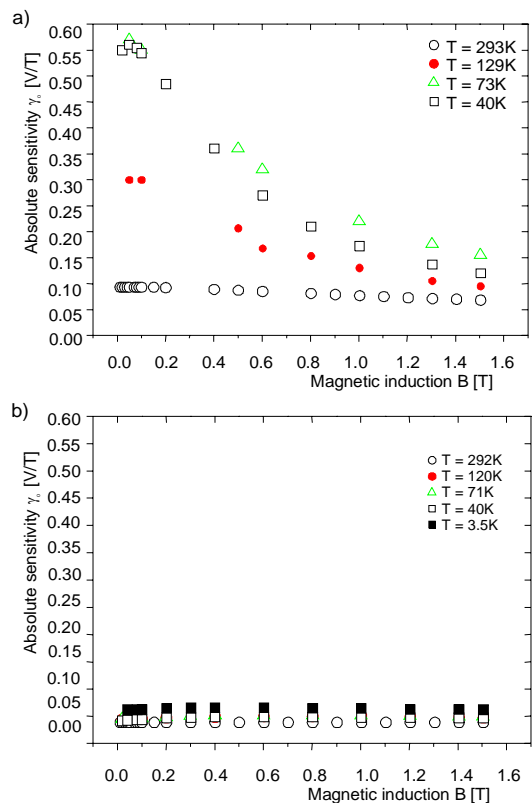 a)
Absolute sensitivity γ₀ [V/T]
0.60
0.55
0.50
0.45
0.40
0.35
0.30
0.25
0.20
0.15
0.10
0.05
0.00
T = 293K
T = 129K
T = 73K
T = 40K
0.0 0.2 0.4 0.6 0.8 1.0 1.2 1.4 1.6
Magnetic induction B [T]
b)
Absolute sensitivity γ₀ [V/T]
0.60
0.55
0.50
0.45
0.40
0.35
0.30
0.25
0.20
0.15
0.10
0.05
0.00
T = 292K
T = 120K
T = 71K
T = 40K
T = 3.5K
0.0 0.2 0.4 0.6 0.8 1.0 1.2 1.4 1.6
Magnetic induction B [T]